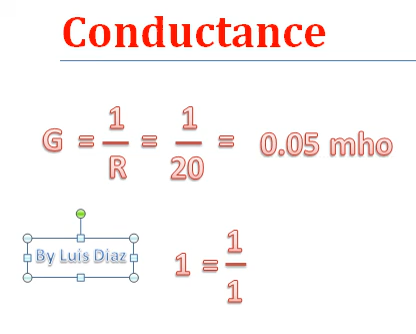 Conductance
G = 1/R = 1/20 = 0.05 mho
By Luis Diaz
1 = 1/1